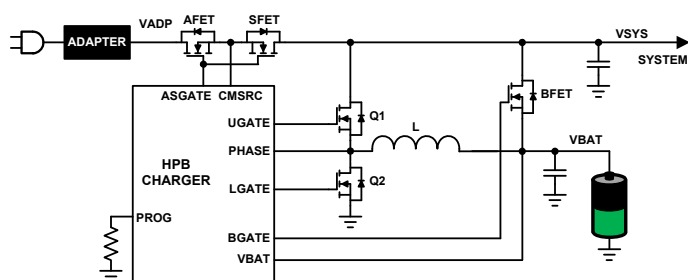 VADP
AFET
SFET
VSYS
ADAPTER
SYSTEM
ASGATE
CMSRC
BFET
UGATE
Q1
L
HPB
CHARGER
PHASE
VBAT
LGATE
Q2
PROG
BGATE
VBAT